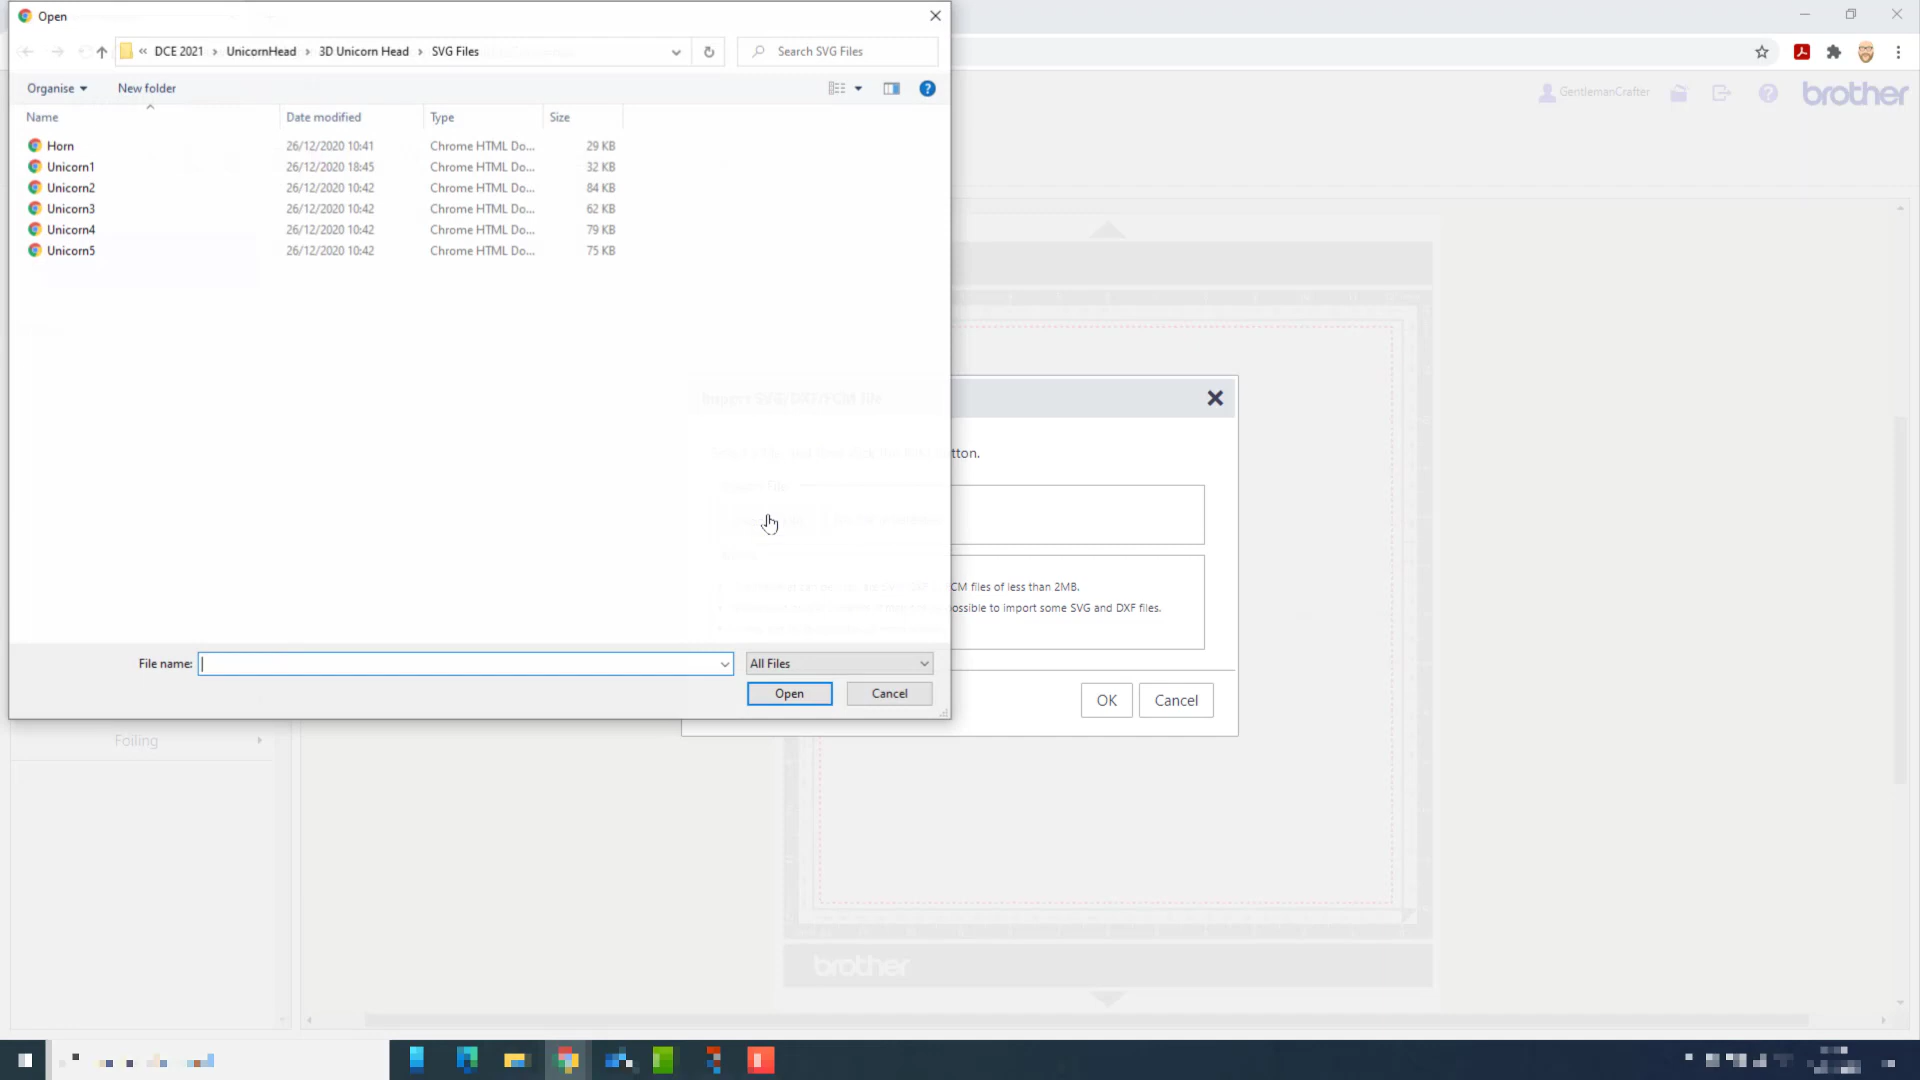 Open
« DCE 2021 › UnicornHead › 3D Unicorn Head › SVG Files
Search SVG Files
Organise
New folder
Name Date modified Type Size
Horn 26/12/2020 10:41 Chrome HTML Do... 29 KB
Unicorn1 26/12/2020 18:45 Chrome HTML Do... 32 KB
Unicorn2 26/12/2020 10:42 Chrome HTML Do... 84 KB
Unicorn3 26/12/2020 10:42 Chrome HTML Do... 62 KB
Unicorn4 26/12/2020 10:42 Chrome HTML Do... 79 KB
Unicorn5 26/12/2020 10:42 Chrome HTML Do... 75 KB
File name:
All Files
Open
Cancel
GentlemanCrafter
brother
Import SVG/DXF/FCM file
tton.
CM files of less than 2MB.
ossible to import some SVG and DXF files.
OK
Cancel
Foiling
brother